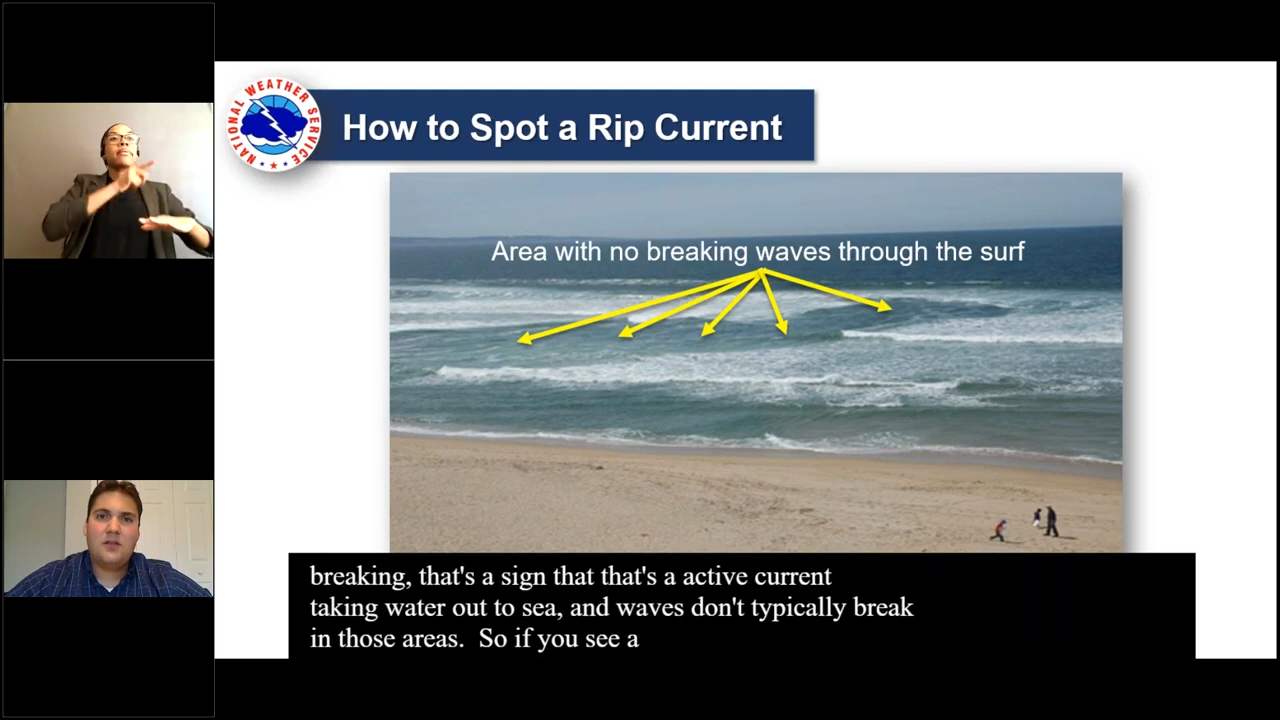 NATIONAL WEATHER SERVICE
How to Spot a Rip Current
Area with no breaking waves through the surf
breaking, that's a sign that that's a active current
taking water out to sea, and waves don't typically break
in those areas.  So if you see a